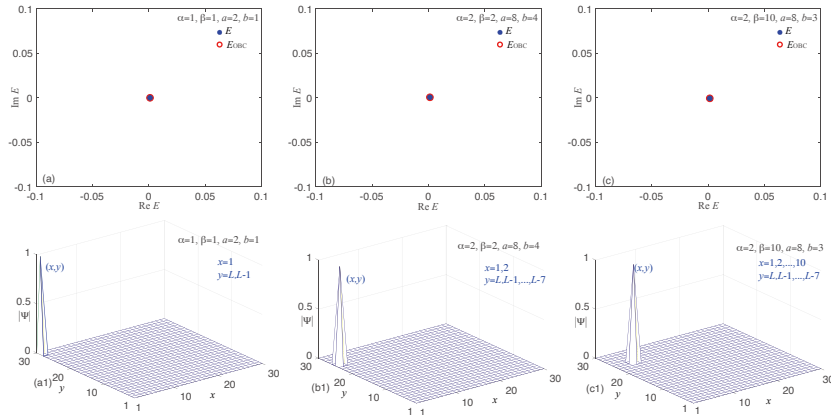 α=1, β=1, a=2, b=1
E
EOBC
0.1
0.05
0
-0.05
-0.1
Im E
(a)
-0.1 -0.05 0 0.05 0.1
Re E
α=2, β=2, a=8, b=4
E
EOBC
0.1
0.05
0
-0.05
-0.1
Im E
(b)
-0.1 -0.05 0 0.05 0.1
Re E
α=2, β=10, a=8, b=3
E
EOBC
0.1
0.05
0
-0.05
-0.1
Im E
(c)
-0.1 -0.05 0 0.05 0.1
Re E
α=1, β=1, a=2, b=1
x=1
y=L,L-1
(x,y)
1
0.5
|Ψ|
0
30
20
10
1
y
(a1)
1
10
20
30
x
α=2, β=2, a=8, b=4
x=1,2
y=L,L-1,...,L-7
(x,y)
1
0.5
|Ψ|
0
30
20
10
1
y
(b1)
1
10
20
30
x
α=2, β=10, a=8, b=3
x=1,2,...,10
y=L,L-1,...,L-7
(x,y)
1
0.5
|Ψ|
0
30
20
10
1
y
(c1)
1
10
20
30
x